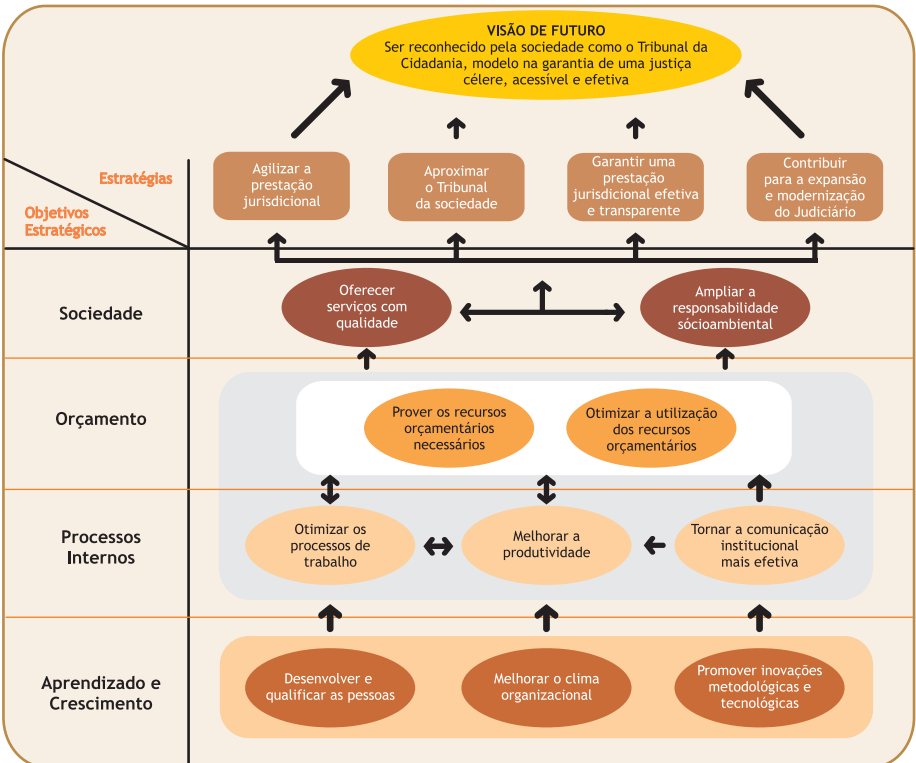 VISÃO DE FUTURO
Ser reconhecido pela sociedade como o Tribunal da
Cidadania, modelo na garantia de uma justiça
célere, acessível e efetiva
Estratégias
Objetivos
Estratégicos
Agilizar a
prestação
jurisdicional
Aproximar
o Tribunal
da sociedade
Garantir uma
prestação
jurisdicional efetiva
e transparente
Contribuir
para a expansão
e modernização
do Judiciário
Sociedade
Oferecer
serviços com
qualidade
Ampliar a
responsabilidade
sócioambiental
Orçamento
Prover os recursos
orçamentários
necessários
Otimizar a utilização
dos recursos
orçamentários
Processos
Internos
Otimizar os
processos de
trabalho
Melhorar a
produtividade
Tornar a comunicação
institucional
mais efetiva
Aprendizado e
Crescimento
Desenvolver e
qualificar as pessoas
Melhorar o clima
organizacional
Promover inovações
metodológicas e
tecnológicas